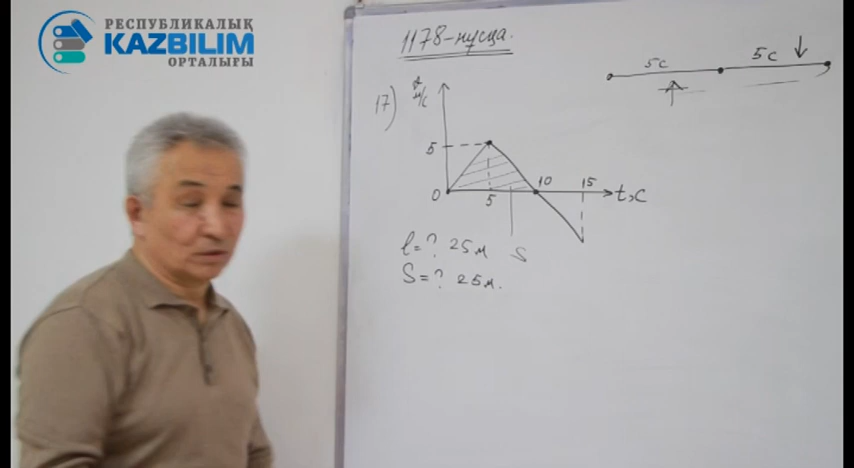 РЕСПУБЛИКАЛЫҚ
KAZBILIM
ОРТАЛЫҒЫ
1178-нұсқа.
5с
5с
17)
м/с
5
0
5
10
15
t,c
l=? 25м
S
S=? 25м.